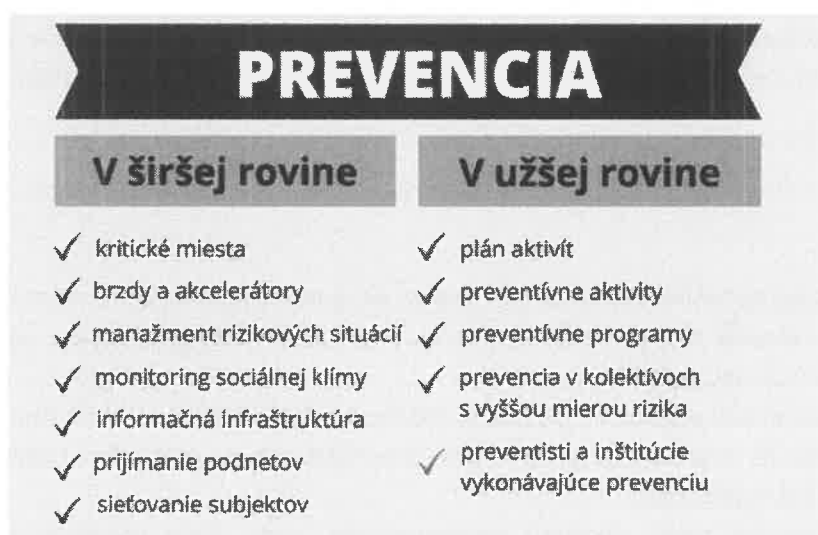 PREVENCIA
V širšej rovine
kritické miesta
brzdy a akcelerátory
manažment rizikových situácií
monitoring sociálnej klímy
informačná infraštruktúra
prijímanie podnetov
sieťovanie subjektov
V užšej rovine
plán aktivít
preventívne aktivity
preventívne programy
prevencia v kolektívoch
s vyššou mierou rizika
preventisti a inštitúcie
vykonávajúce prevenciu